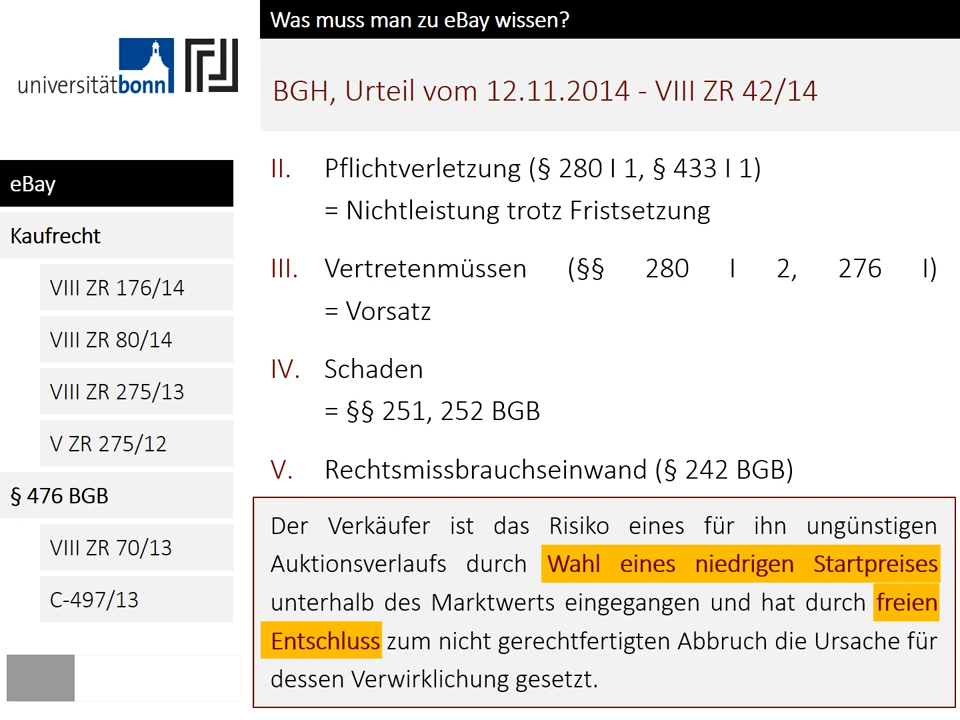 Was muss man zu eBay wissen?
universitätbonn
BGH, Urteil vom 12.11.2014 - VIII ZR 42/14
eBay
Kaufrecht
VIII ZR 176/14
VIII ZR 80/14
VIII ZR 275/13
V ZR 275/12
§ 476 BGB
VIII ZR 70/13
C-497/13
II. Pflichtverletzung (§ 280 I 1, § 433 I 1)
= Nichtleistung trotz Fristsetzung
III. Vertretenmüssen (§§ 280 I 2, 276 I)
= Vorsatz
IV. Schaden
= §§ 251, 252 BGB
V. Rechtsmissbrauchseinwand (§ 242 BGB)
Der Verkäufer ist das Risiko eines für ihn ungünstigen
Auktionsverlaufs durch Wahl eines niedrigen Startpreises
unterhalb des Marktwerts eingegangen und hat durch freien
Entschluss zum nicht gerechtfertigten Abbruch die Ursache für
dessen Verwirklichung gesetzt.